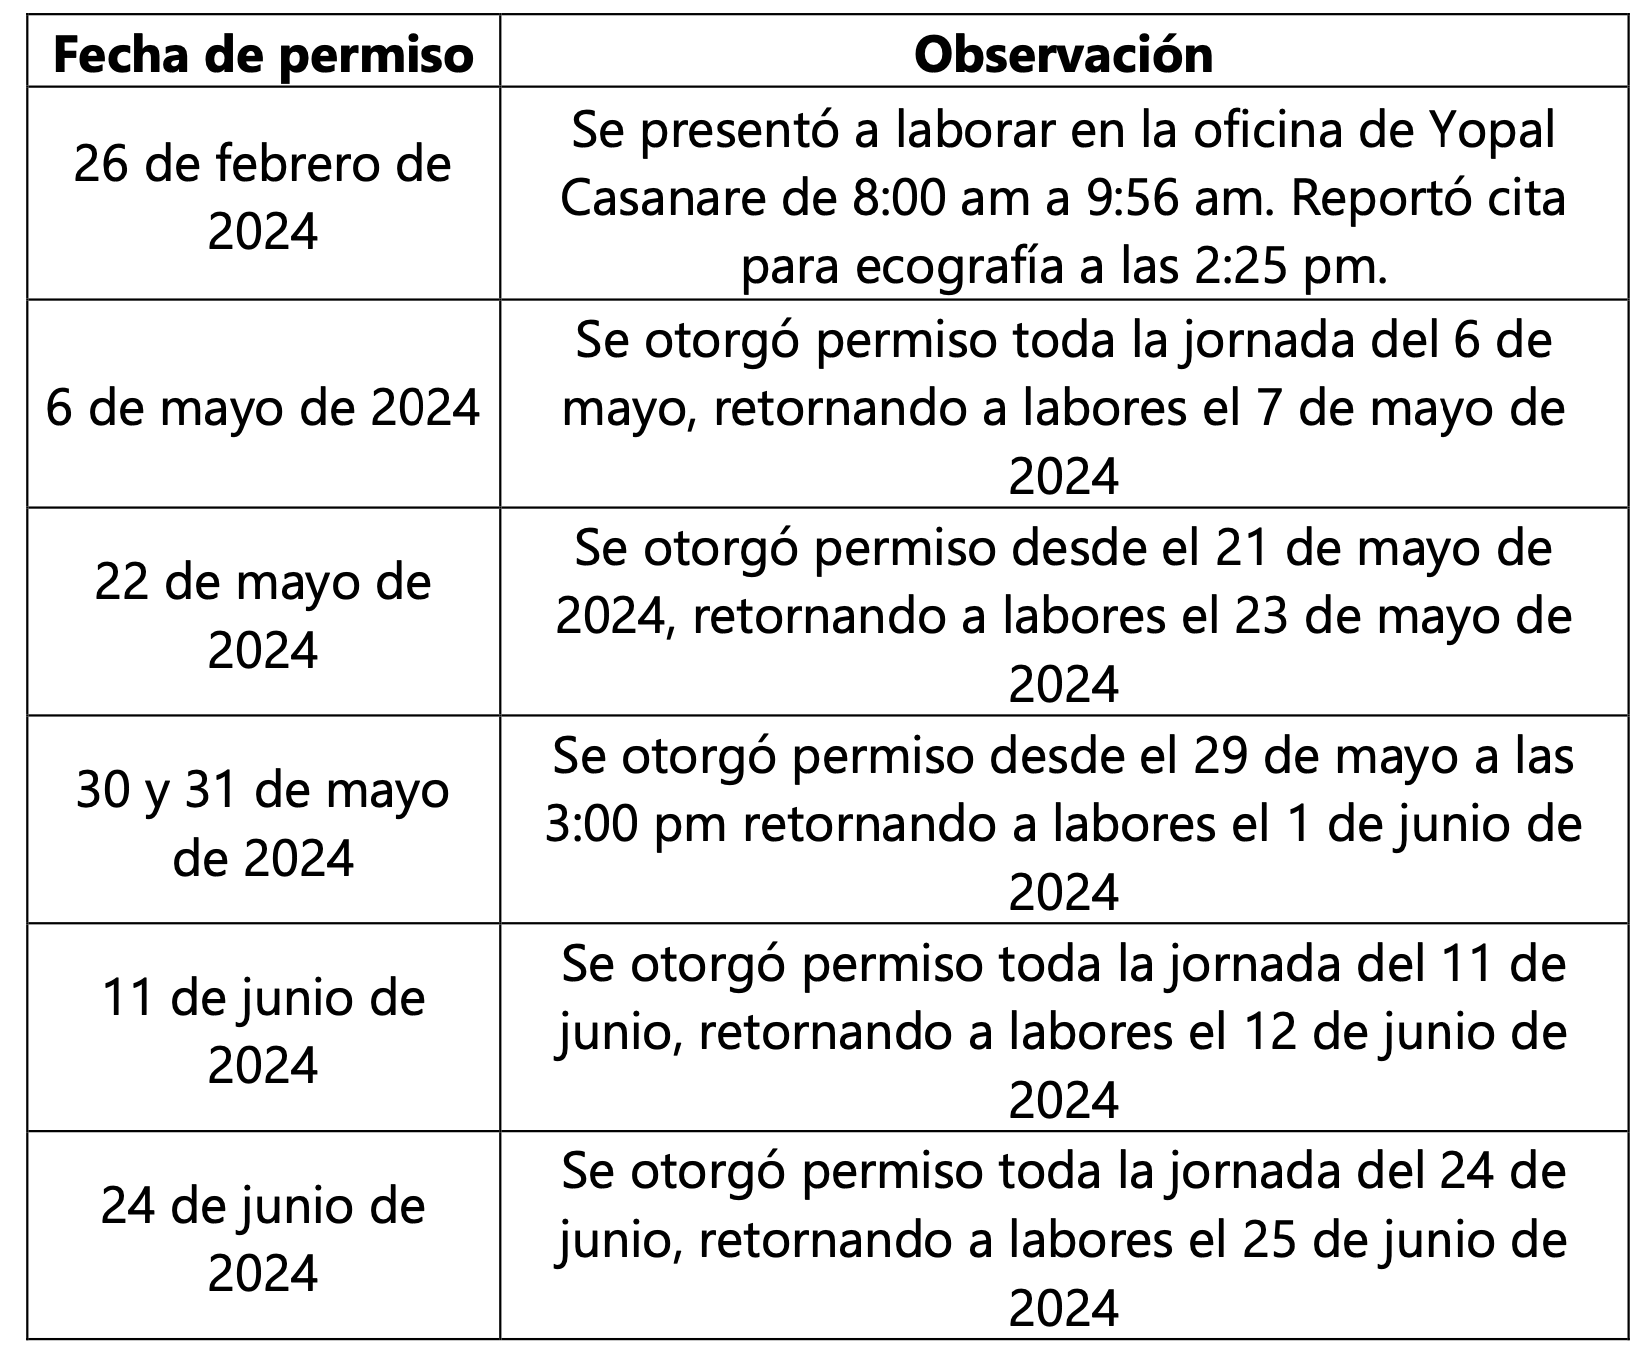 Fecha de permiso
Observación
26 de febrero de
2024
Se presentó a laborar en la oficina de Yopal
Casanare de 8:00 am a 9:56 am. Reportó cita
para ecografía a las 2:25 pm.
6 de mayo de 2024
Se otorgó permiso toda la jornada del 6 de
mayo, retornando a labores el 7 de mayo de
2024
22 de mayo de
2024
Se otorgó permiso desde el 21 de mayo de
2024, retornando a labores el 23 de mayo de
2024
30 y 31 de mayo
de 2024
Se otorgó permiso desde el 29 de mayo a las
3:00 pm retornando a labores el 1 de junio de
2024
11 de junio de
2024
Se otorgó permiso toda la jornada del 11 de
junio, retornando a labores el 12 de junio de
2024
24 de junio de
2024
Se otorgó permiso toda la jornada del 24 de
junio, retornando a labores el 25 de junio de
2024